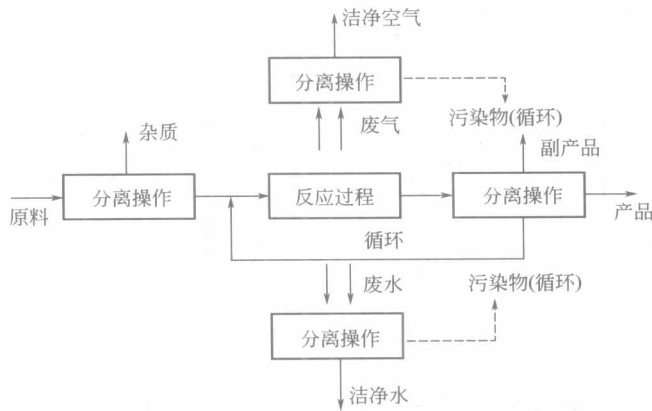 洁净空气
分离操作
废气
污染物(循环)
杂质
副产品
原料
分离操作
反应过程
分离操作
产品
循环
废水
污染物(循环)
分离操作
洁净水